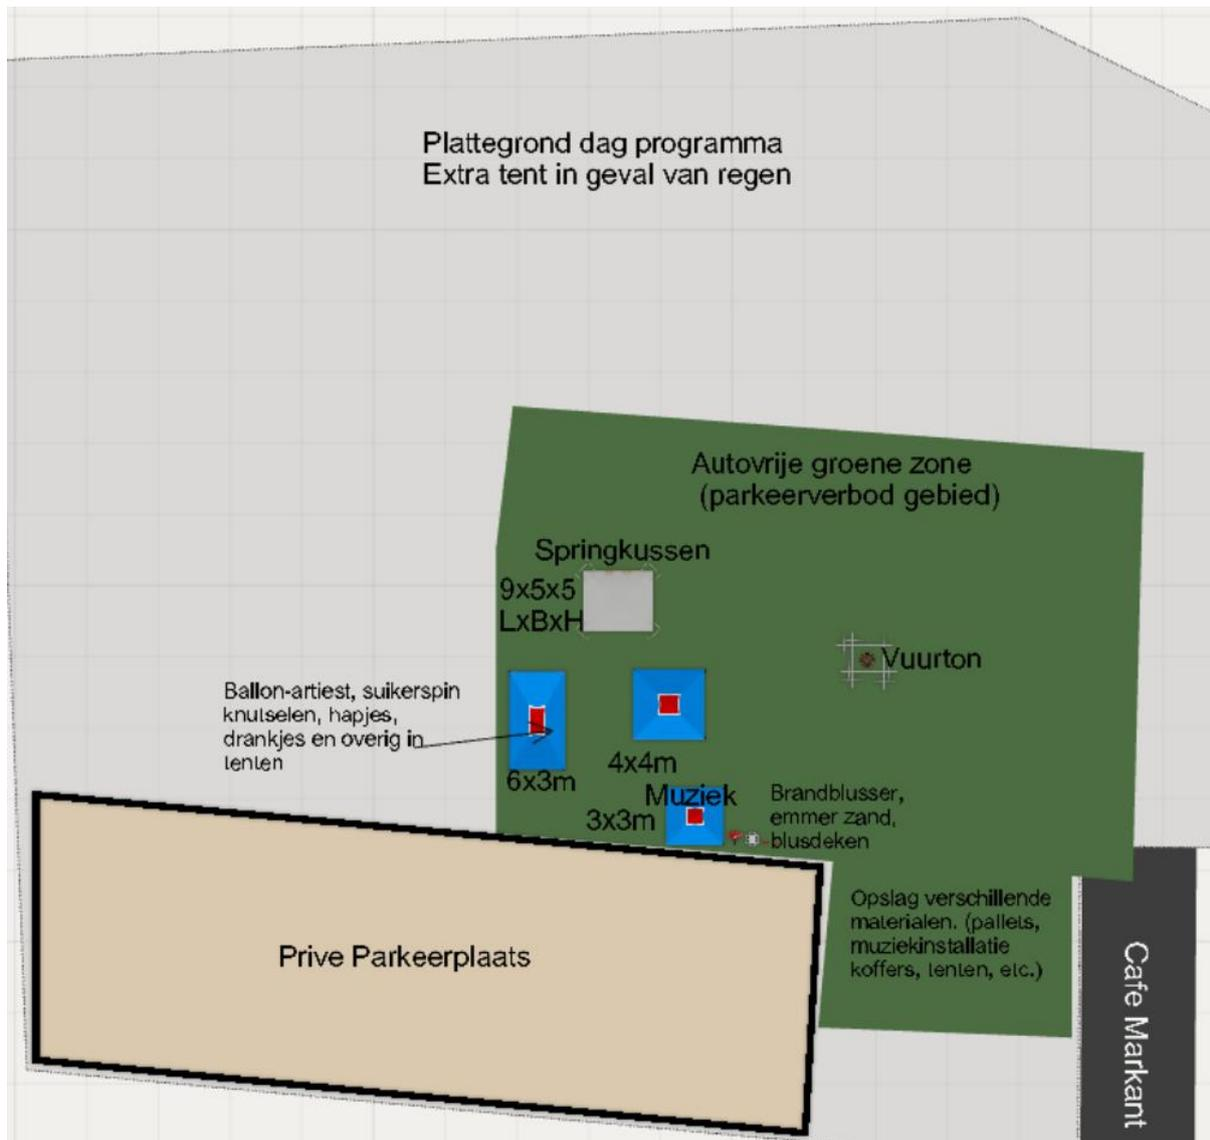 Plattegrond dag programma
Extra tent in geval van regen
Autovrije groene zone
(parkeerverbod gebied)
Springkussen
9x5x5
LxBxH
Vuurton
Ballon-artiest, suikerspin
knutselen, hapjes,
drankjes en overig in
tenten
6x3m
4x4m
Muziek
3x3m
Brandblusser,
emmer zand,
blusdeken
Opslag verschillende
materialen. (pallets,
muziekinstallatie
koffers, tenten, etc.)
Prive Parkeerplaats
Cafe Markant